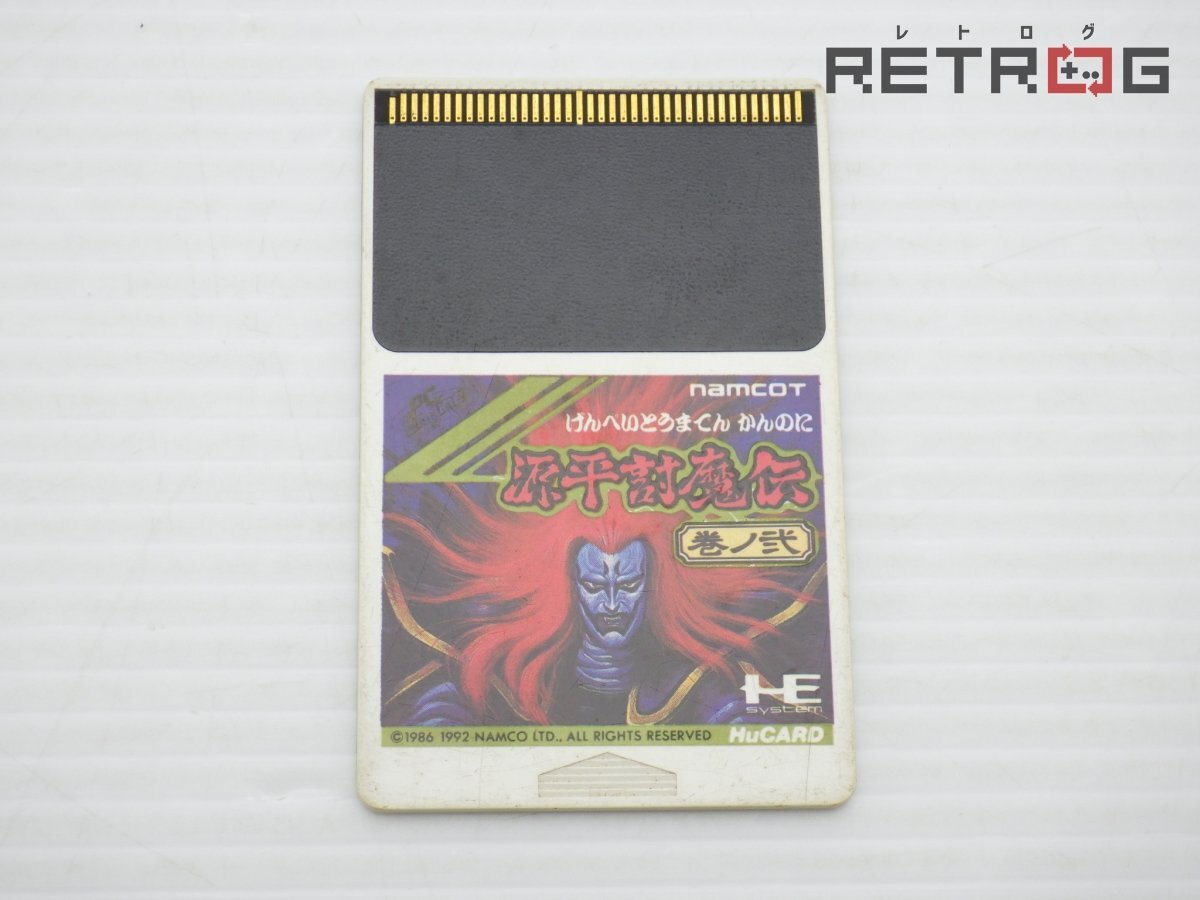 レトログ
RETROG
namcot
げんぺいとうまでん かんのに
源平討魔伝
巻ノ弐
HE
system
©1986 1992 NAMCO LTD., ALL RIGHTS RESERVED
HuCARD